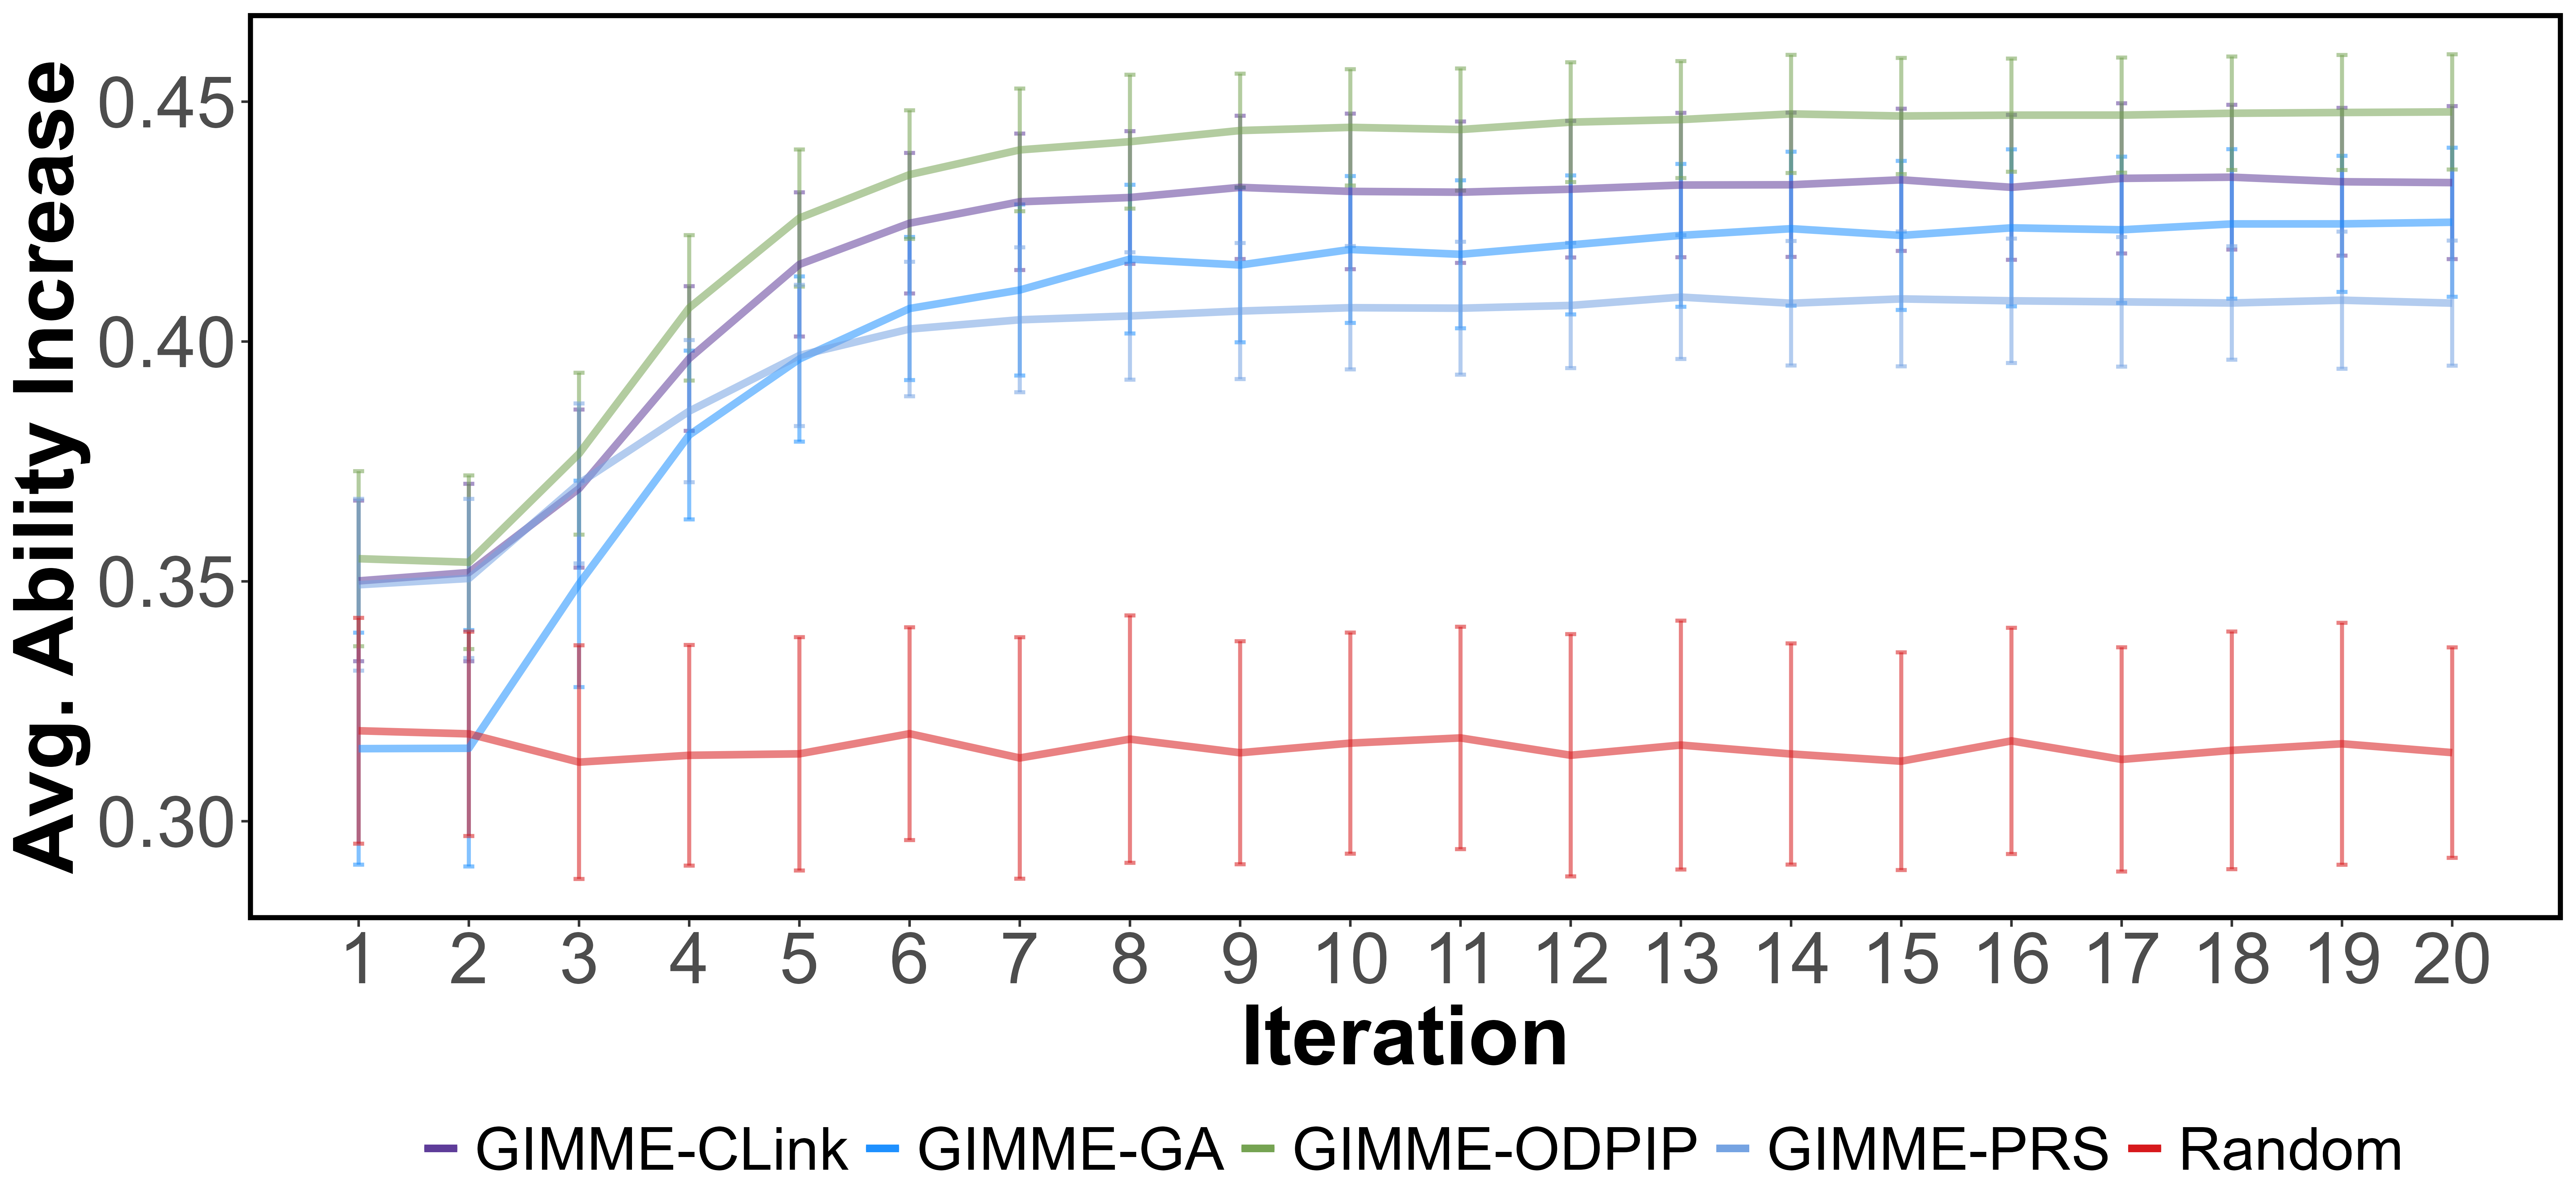 Avg. Ability Increase
0.45
0.40
0.35
0.30
1 2 3 4 5 6 7 8 9 10 11 12 13 14 15 16 17 18 19 20
Iteration
GIMME-CLink GIMME-GA GIMME-ODPIP GIMME-PRS Random